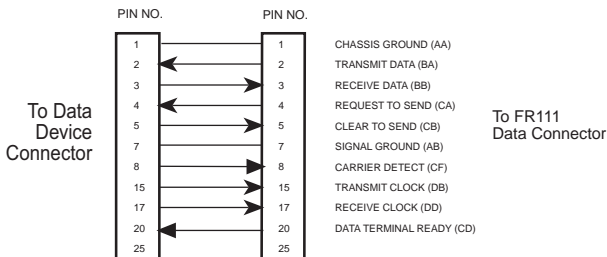 PIN NO. PIN NO.
1 1 CHASSIS GROUND (AA)
2 2 TRANSMIT DATA (BA)
3 3 RECEIVE DATA (BB)
4 4 REQUEST TO SEND (CA)
5 5 CLEAR TO SEND (CB)
7 7 SIGNAL GROUND (AB)
8 8 CARRIER DETECT (CF)
15 15 TRANSMIT CLOCK (DB)
17 17 RECEIVE CLOCK (DD)
20 20 DATA TERMINAL READY (CD)
25 25
To Data
Device
Connector
To FR111
Data Connector